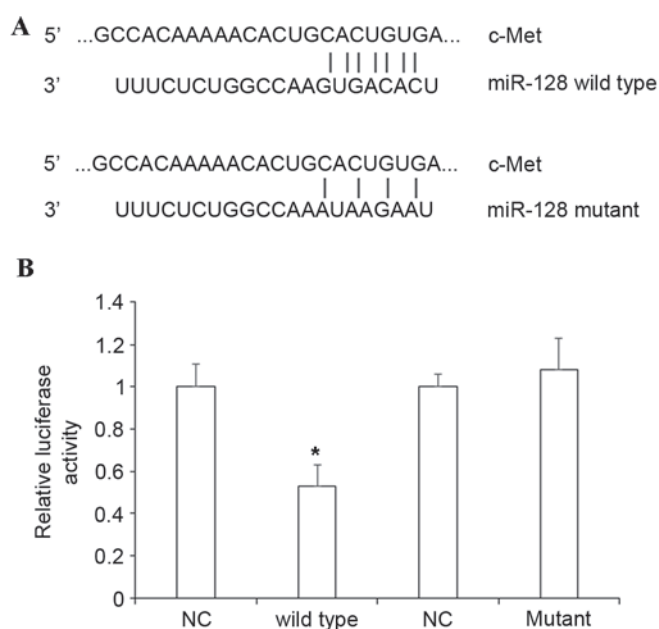 A
5’ ...GCCACAAAAACACUGCACUGUGA... c-Met
3’ UUUCUCUGGCCAAGUGACACU miR-128 wild type
5’ ...GCCACAAAAACACUGCACUGUGA... c-Met
3’ UUUCUCUGGCCAAAUAAGAAU miR-128 mutant
B
Relative luciferase
activity
1.4
1.2
1
0.8
0.6
0.4
0.2
0
*
NC wild type NC Mutant